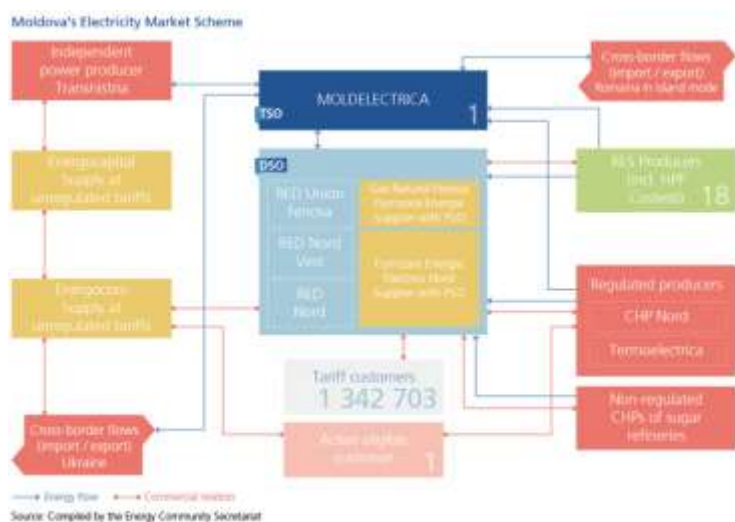 Moldova's Electricity Market Scheme
Independent
power producer
Transnistria
MOLDELECTRICA
TSO
1
Cross-border flows
(import / export)
Romania in island mode
Energocapital
Supply at
unregulated tariffs
DSO
RED Union
Fenosa
RED Nord
Vest
RED
Nord
Gas Natural Fenosa
Furnizare Energie
Supplier with PSO
Furnizare Energie
Electrica Nord
Supplier with PSO
RES Producers
(incl. HPP
Costesti)
18
Energocom
Supply at
unregulated tariffs
Regulated producers
CHP Nord
Termoelectrica
Tariff customers
1 342 703
Non-regulated
CHPs of sugar
refineries
Cross-border flows
(import / export)
Ukraine
Active eligible
customer
1
Energy flow
Commercial relation
Source: Compiled by the Energy Community Secretariat